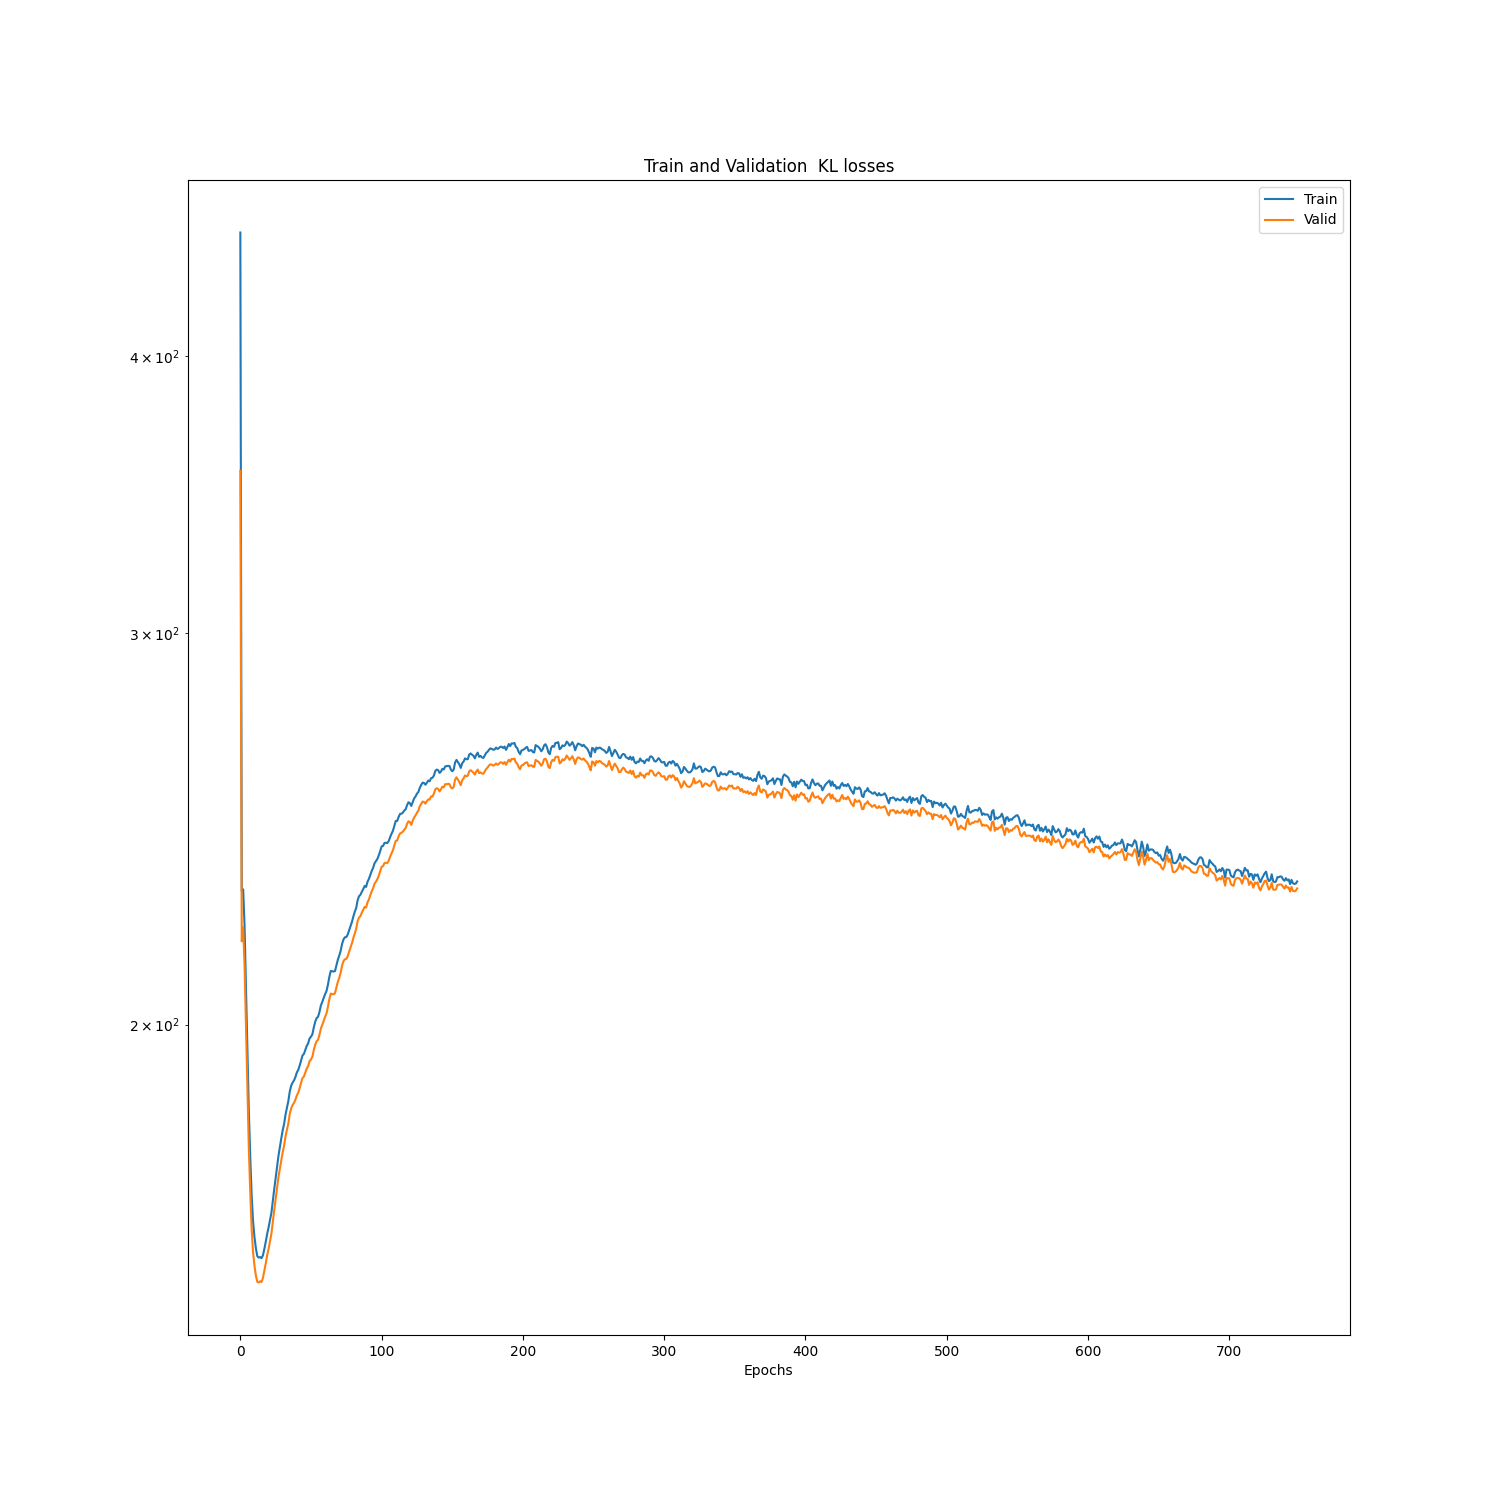 Train and Validation  KL losses
Train
Valid
4 × 10²
3 × 10²
2 × 10²
0 100 200 300 400 500 600 700
Epochs